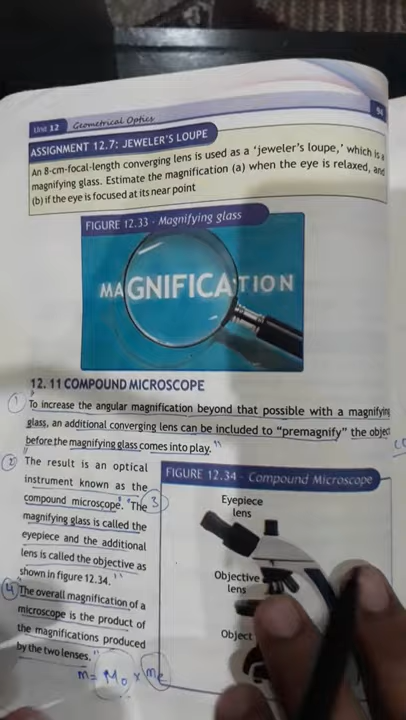 Unit 12 Geometrical Optics
94
ASSIGNMENT 12.7: JEWELER'S LOUPE
An 8-cm-focal-length converging lens is used as a 'jeweler's loupe,' which is a
magnifying glass. Estimate the magnification (a) when the eye is relaxed, and
(b) if the eye is focused at its near point
FIGURE 12.33 - Magnifying glass
MAGNIFICATION
12.11 COMPOUND MICROSCOPE
① "To increase the angular magnification beyond that possible with a magnifying
glass, an additional converging lens can be included to "premagnify" the object
before the magnifying glass comes into play."
② The result is an optical
instrument known as the
compound microscope." "The ③
magnifying glass is called the
eyepiece and the additional
lens is called the objective as
shown in figure 12.34."
④ "The overall magnification of a
microscope is the product of
the magnifications produced
by the two lenses."
m = Mo × me
FIGURE 12.34 - Compound Microscope
Eyepiece
lens
Objective
lens
Object